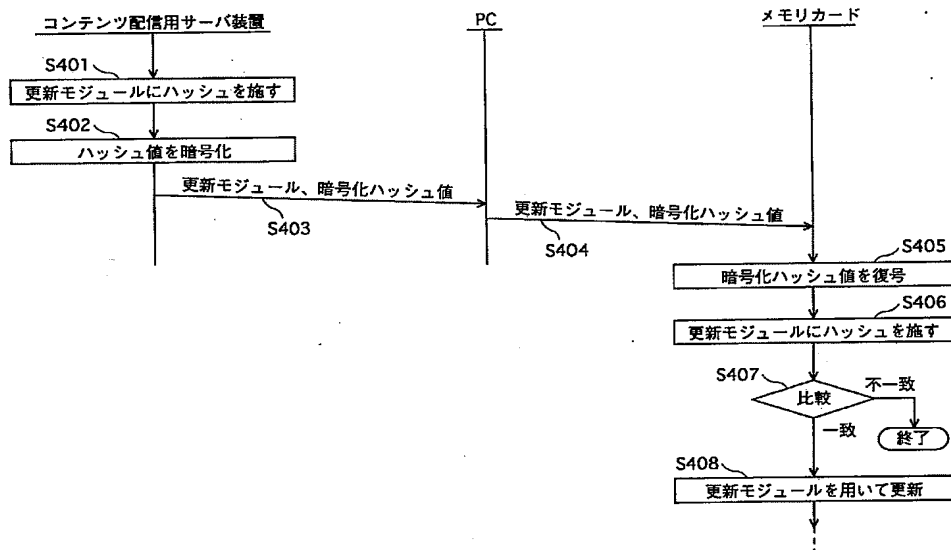 コンテンツ配信用サーバ装置
PC
メモリカード
S401
更新モジュールにハッシュを施す
S402
ハッシュ値を暗号化
更新モジュール、暗号化ハッシュ値
S403
更新モジュール、暗号化ハッシュ値
S404
S405
暗号化ハッシュ値を復号
S406
更新モジュールにハッシュを施す
S407
比較
不一致
一致
終了
S408
更新モジュールを用いて更新